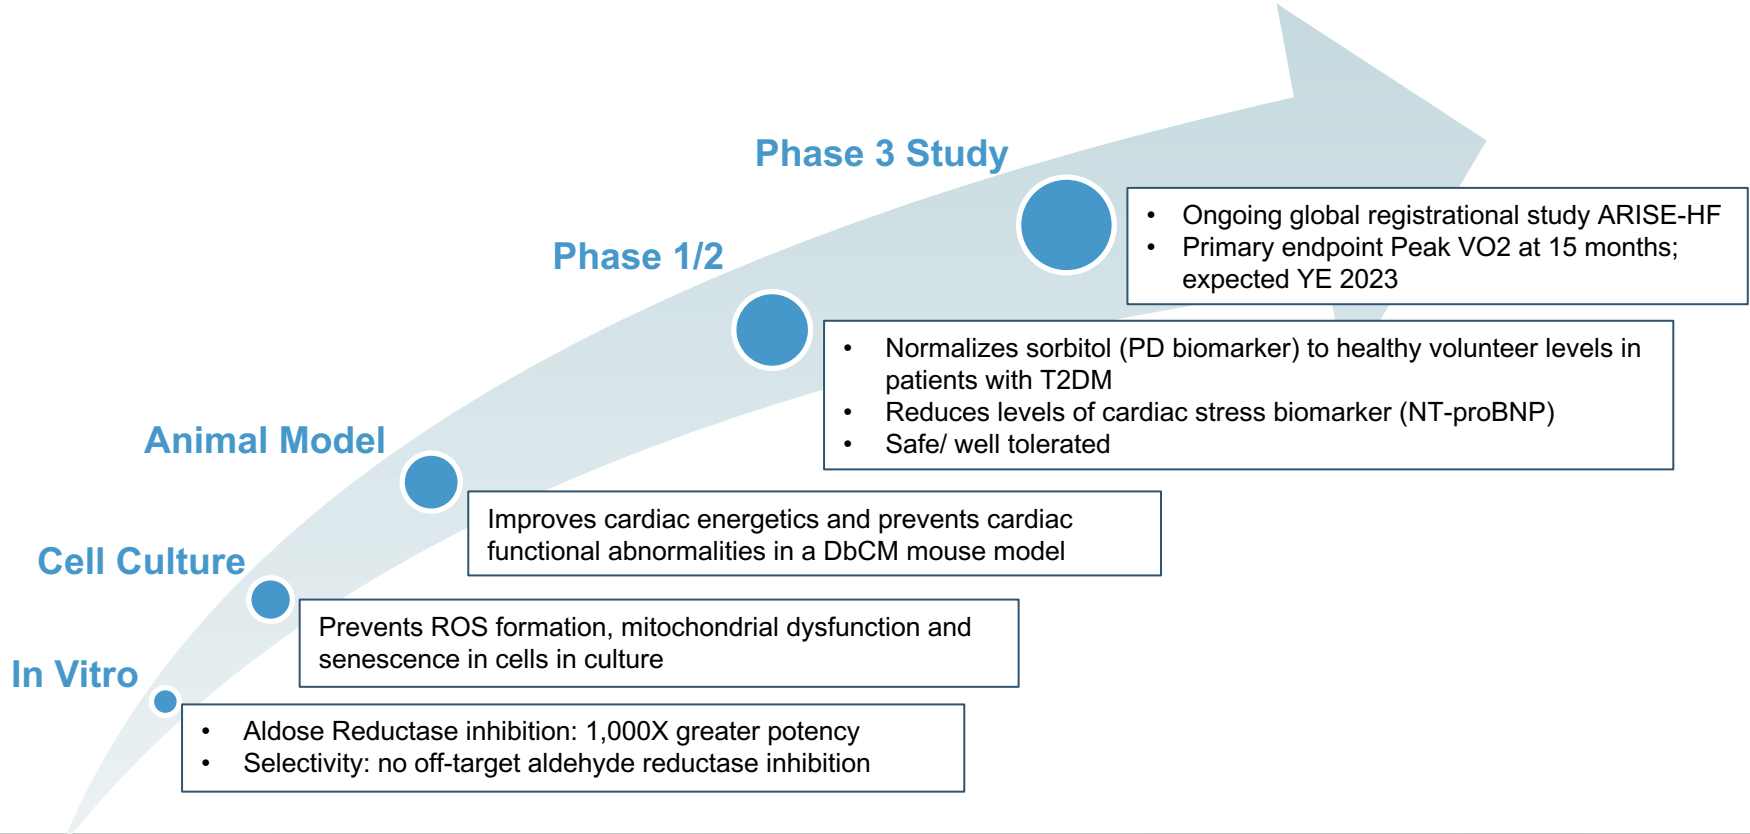 Phase 3 Study
• Ongoing global registrational study ARISE-HF
• Primary endpoint Peak VO2 at 15 months;
expected YE 2023
Phase 1/2
• Normalizes sorbitol (PD biomarker) to healthy volunteer levels in
patients with T2DM
• Reduces levels of cardiac stress biomarker (NT-proBNP)
• Safe/ well tolerated
Animal Model
Improves cardiac energetics and prevents cardiac
functional abnormalities in a DbCM mouse model
Cell Culture
Prevents ROS formation, mitochondrial dysfunction and
senescence in cells in culture
In Vitro
• Aldose Reductase inhibition: 1,000X greater potency
• Selectivity: no off-target aldehyde reductase inhibition